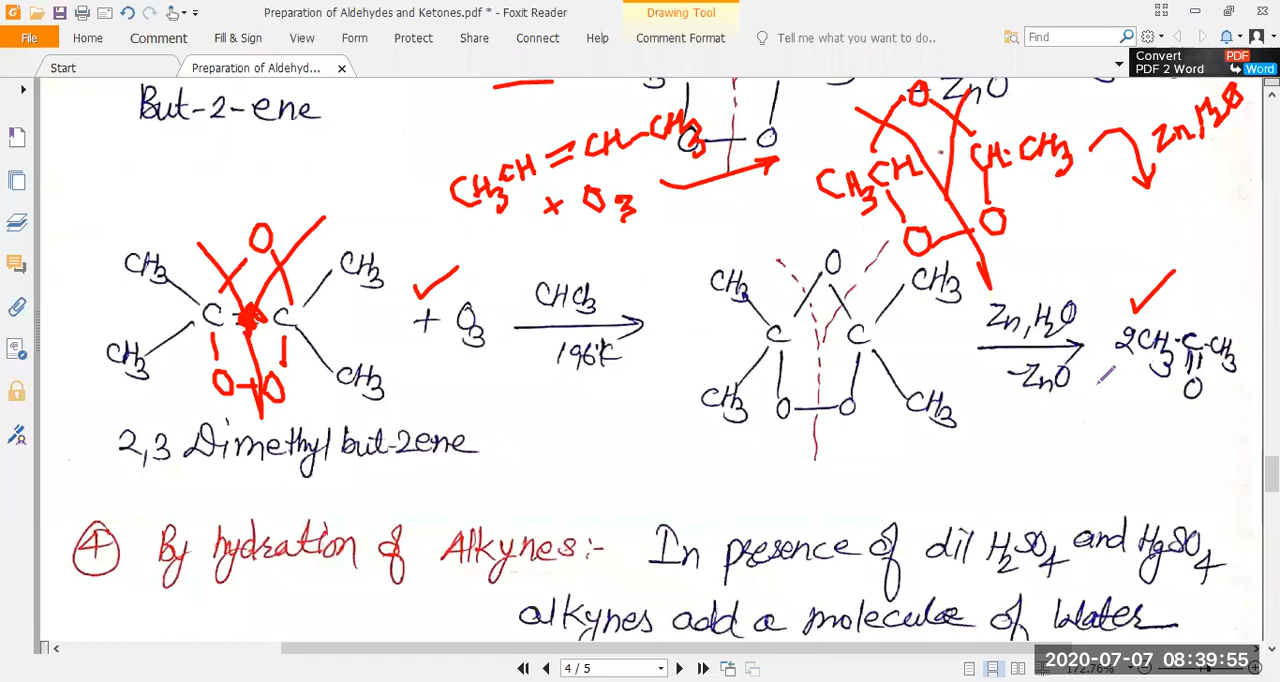 Preparation of Aldehydes and Ketones.pdf * - Foxit Reader
Drawing Tool
File Home Comment Fill & Sign View Form Protect Share Connect Help Comment Format Tell me what you want to do.. Find
Convert PDF
PDF 2 Word Word
Start Preparation of Aldehyd... ×
But-2-ene
O O
- ZnO
CH3CH=CH-CH3
+ O3
O
CH3CH CH-CH3
O O
Zn, H2O
CH3 O CH3
C C
CH3 O O CH3
+ O3
CHCl3
196K
CH3 O CH3
C C
CH3 O O CH3
Zn, H2O
-ZnO
2CH3-C-CH3
O
2,3 Dimethyl but-2ene
4 By hydration of Alkynes:- In presence of dil H2SO4 and HgSO4
alkynes add a molecule of water
4 / 5
172.76%
2020-07-07 08:39:55